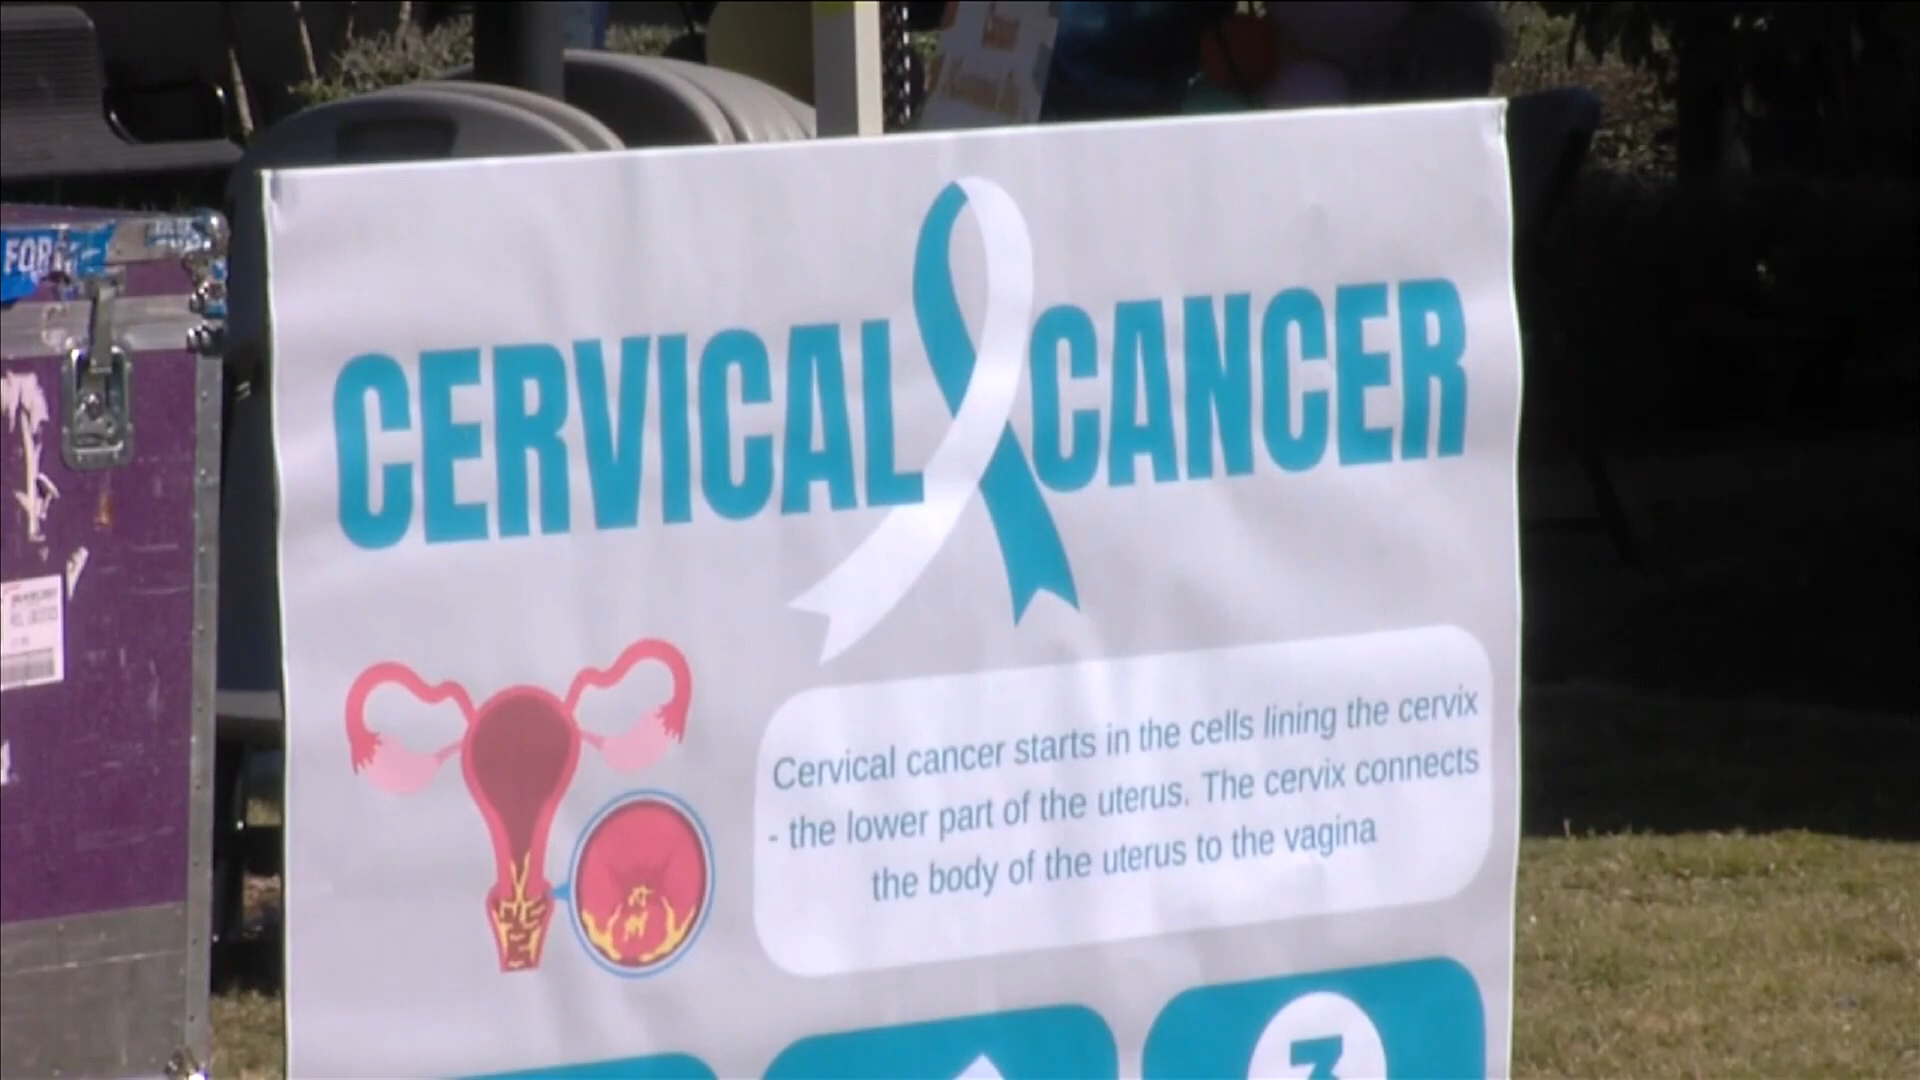 FOR
CERVICAL CANCER
Cervical cancer starts in the cells lining the cervix
- the lower part of the uterus. The cervix connects
the body of the uterus to the vagina
3